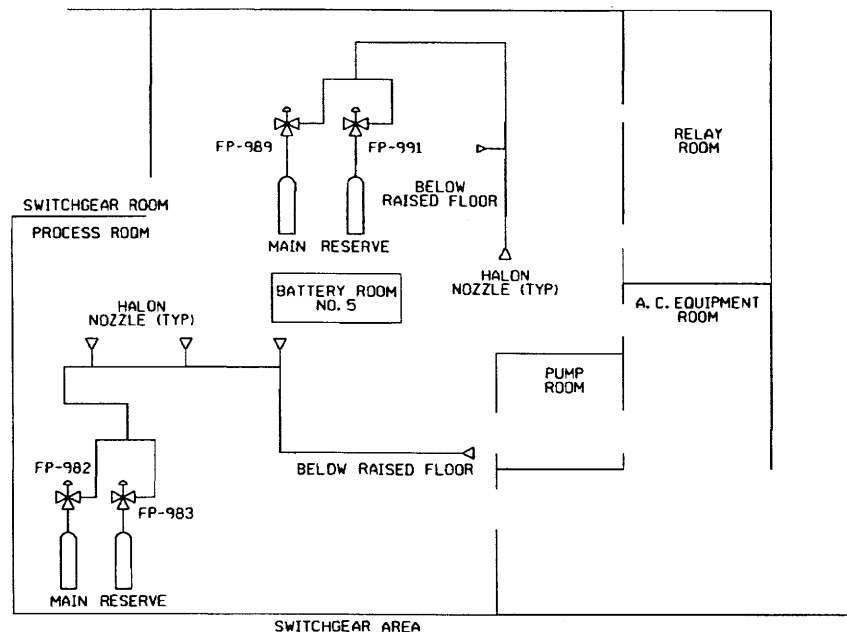 FP-989
FP-991
RELAY
ROOM
BELOW
RAISED FLOOR
SWITCHGEAR ROOM
PROCESS ROOM
MAIN RESERVE
HALON
NOZZLE (TYP)
BATTERY ROOM
NO. 5
A. C. EQUIPMENT
ROOM
HALON
NOZZLE (TYP)
PUMP
ROOM
BELOW RAISED FLOOR
FP-982
FP-983
MAIN RESERVE
SWITCHGEAR AREA